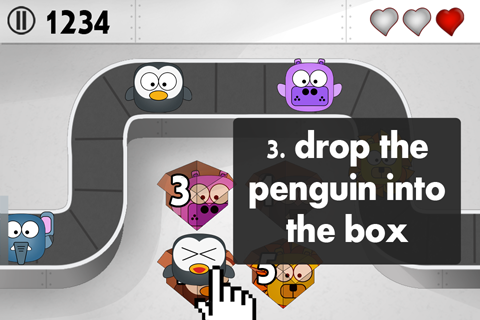 1234
3. drop the
penguin into
the box
3
5